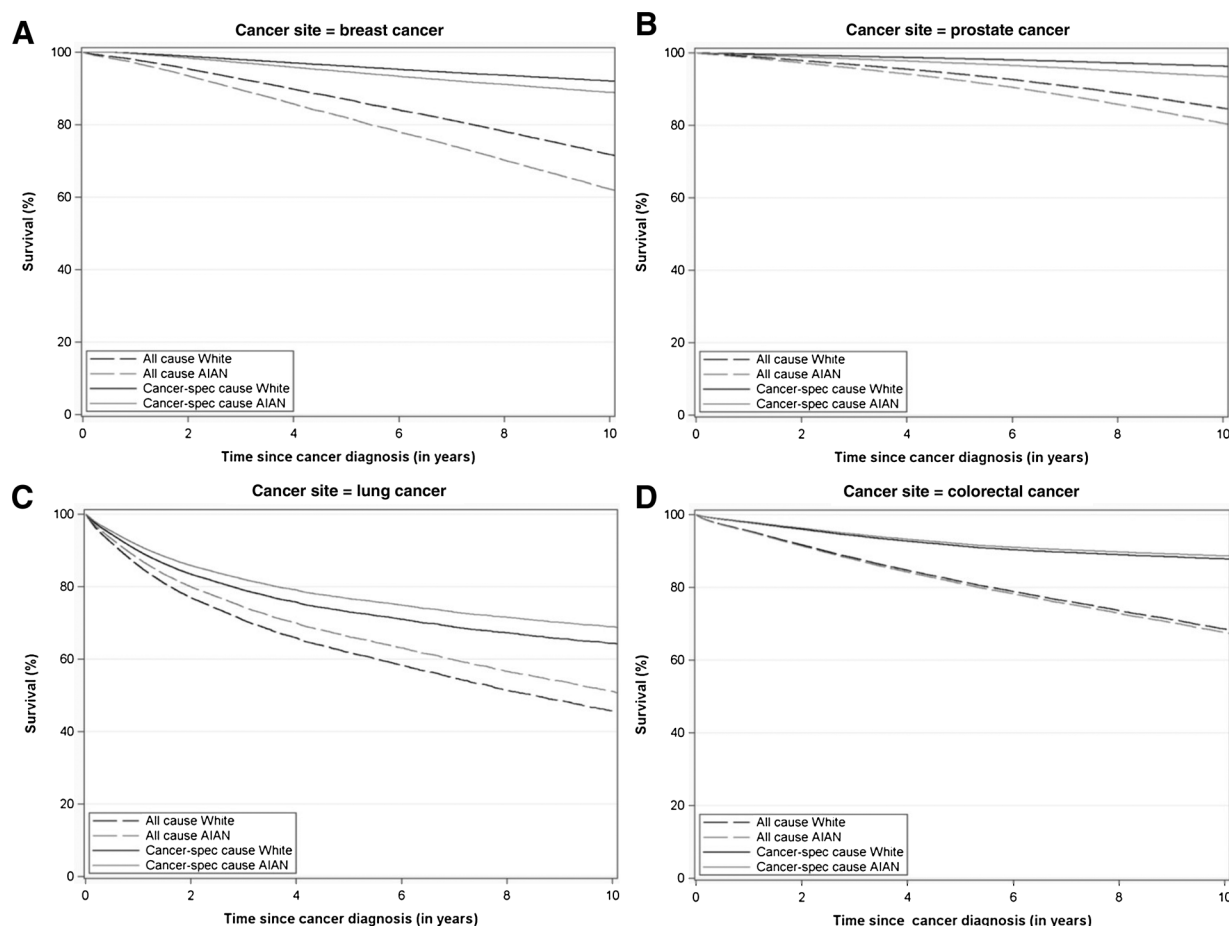 A
Cancer site = breast cancer
100
80
60
40
20
0
Survival (%)
All cause White
All cause AIAN
Cancer-spec cause White
Cancer-spec cause AIAN
0 2 4 6 8 10
Time since cancer diagnosis (in years)
B
Cancer site = prostate cancer
100
80
60
40
20
0
Survival (%)
All cause White
All cause AIAN
Cancer-spec cause White
Cancer-spec cause AIAN
0 2 4 6 8 10
Time since cancer diagnosis (in years)
C
Cancer site = lung cancer
100
80
60
40
20
0
Survival (%)
All cause White
All cause AIAN
Cancer-spec cause White
Cancer-spec cause AIAN
0 2 4 6 8 10
Time since cancer diagnosis (in years)
D
Cancer site = colorectal cancer
100
80
60
40
20
0
Survival (%)
All cause White
All cause AIAN
Cancer-spec cause White
Cancer-spec cause AIAN
0 2 4 6 8 10
Time since cancer diagnosis (in years)